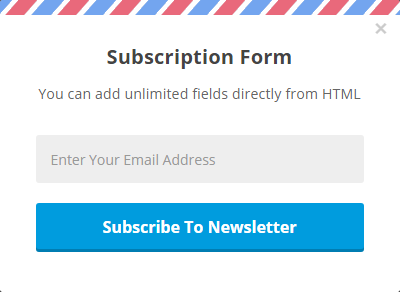 ×
Subscription Form
You can add unlimited fields directly from HTML
Enter Your Email Address
Subscribe To Newsletter